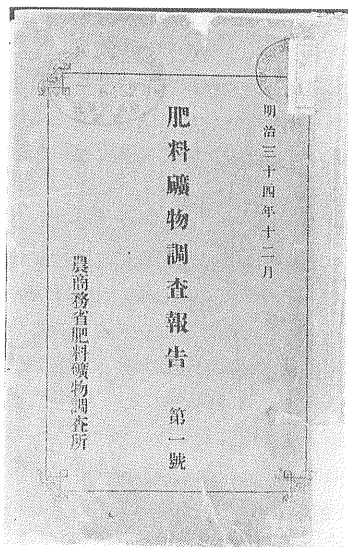 明治三十四年十二月
肥料礦物調査報告 第一號
農商務省肥料礦物調査所